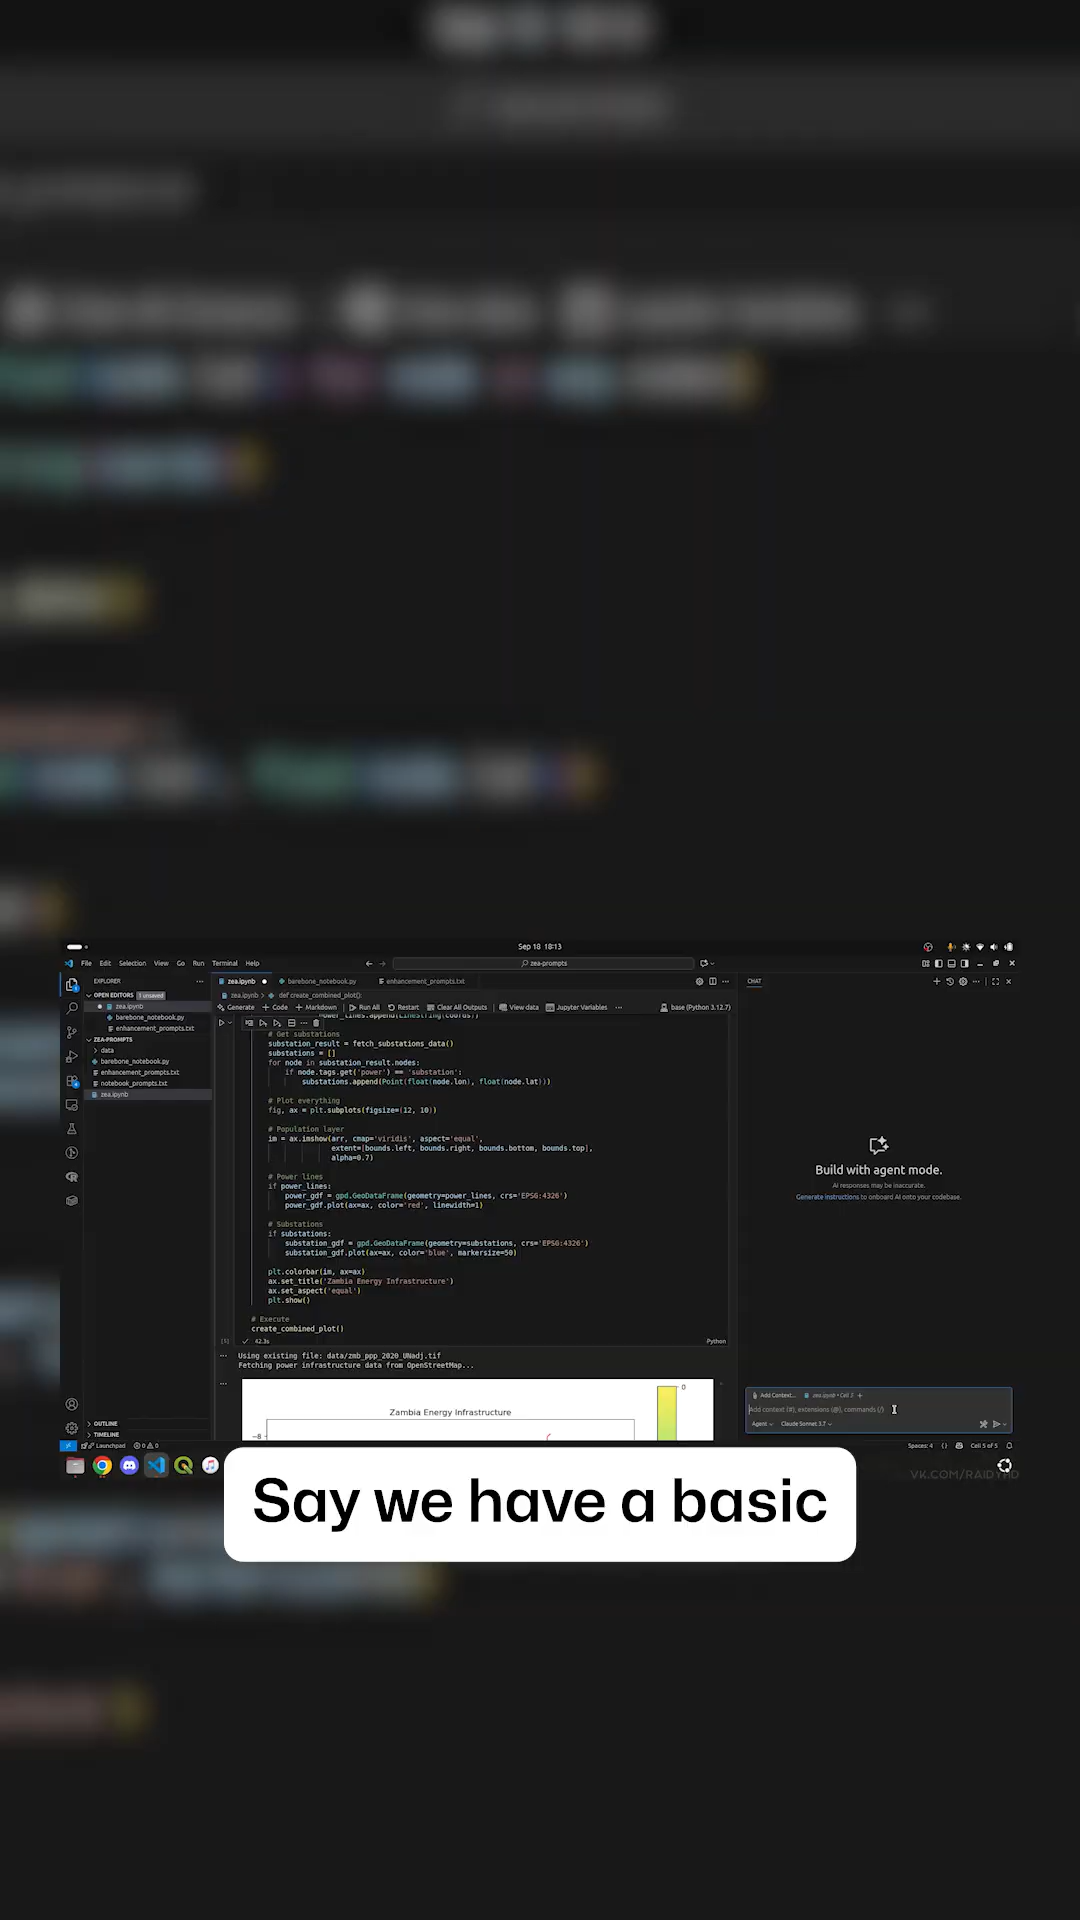 Sep 18 18:13
File Edit Selection View Go Run Terminal Help
zea-prompts
EXPLORER
zea.ipynb
barebone_notebook.py
enhancement_prompts.txt
CHAT
OPEN EDITORS
1 unsaved
zea.ipynb
barebone_notebook.py
enhancement_prompts.txt
ZEA-PROMPTS
data
barebone_notebook.py
enhancement_prompts.txt
notebook_prompts.txt
zea.ipynb
OUTLINE
TIMELINE
zea.ipynb > def create_combined_plot():
Generate + Code + Markdown Run All Restart Clear All Outputs View data Jupyter Variables ... base (Python 3.12.7)
power_lines.append(LineString(coords))
# Get substations
substation_result = fetch_substations_data()
substations = []
for node in substation_result.nodes:
if node.tags.get('power') == 'substation':
substations.append(Point(float(node.lon), float(node.lat)))
# Plot everything
fig, ax = plt.subplots(figsize=(12, 10))
# Population layer
im = ax.imshow(arr, cmap='viridis', aspect='equal',
extent=[bounds.left, bounds.right, bounds.bottom, bounds.top],
alpha=0.7)
# Power lines
if power_lines:
power_gdf = gpd.GeoDataFrame(geometry=power_lines, crs='EPSG:4326')
power_gdf.plot(ax=ax, color='red', linewidth=1)
# Substations
if substations:
substation_gdf = gpd.GeoDataFrame(geometry=substations, crs='EPSG:4326')
substation_gdf.plot(ax=ax, color='blue', markersize=50)
plt.colorbar(im, ax=ax)
ax.set_title('Zambia Energy Infrastructure')
ax.set_aspect('equal')
plt.show()
# Execute
create_combined_plot()
42.3s
Python
Using existing file: data/zmb_ppp_2020_UNadj.tif
Fetching power infrastructure data from OpenStreetMap...
Zambia Energy Infrastructure
0
−8
Build with agent mode.
AI responses may be inaccurate.
Generate instructions to onboard AI onto your codebase.
Add Context... zea.ipynb • Cell 5 +
Add context (#), extensions (@), commands (/)
Agent Claude Sonnet 3.7
Launchpad 0 0
Spaces: 4 Cell 5 of 5
VK.COM/RAIDYHD
Say we have a basic